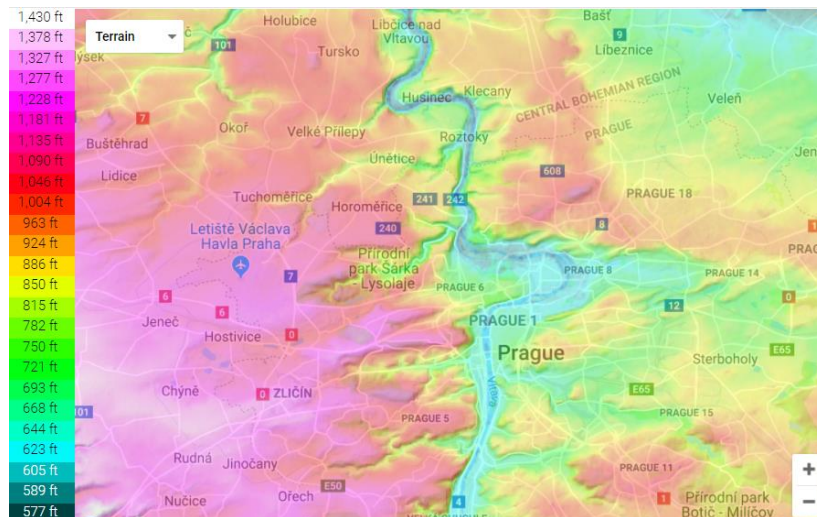 1,430 ft
1,378 ft
1,327 ft
1,277 ft
1,228 ft
1,181 ft
1,135 ft
1,090 ft
1,046 ft
1,004 ft
963 ft
924 ft
886 ft
850 ft
815 ft
782 ft
750 ft
721 ft
693 ft
668 ft
644 ft
623 ft
605 ft
589 ft
577 ft
Terrain
101
Holubice
Libčice nad
Vltavou
Bašť
9
Líbeznice
Tursko
Husinec
Klecany
CENTRAL BOHEMIAN REGION
PRAGUE
Veleň
7
Okoř
Velké Přílepy
Roztoky
Buštěhrad
Únětice
Lidice
608
Tuchoměřice
Horoměřice
241
242
PRAGUE 18
240
8
Letiště Václava
Havla Praha
7
Přírodní
park Šárka
- Lysolaje
PRAGUE 6
PRAGUE 8
PRAGUE 14
6
6
12
0
Jeneč
Hostivice
0
PRAGUE 1
Prague
E65
Sterboholy
Chýně
0
ZLIČÍN
Vltava
E65
101
PRAGUE 5
PRAGUE 15
Rudná
Jinočany
PRAGUE 11
E50
Nučice
Ořech
4
1
Přírodní park
Botič - Milíčov
+
−